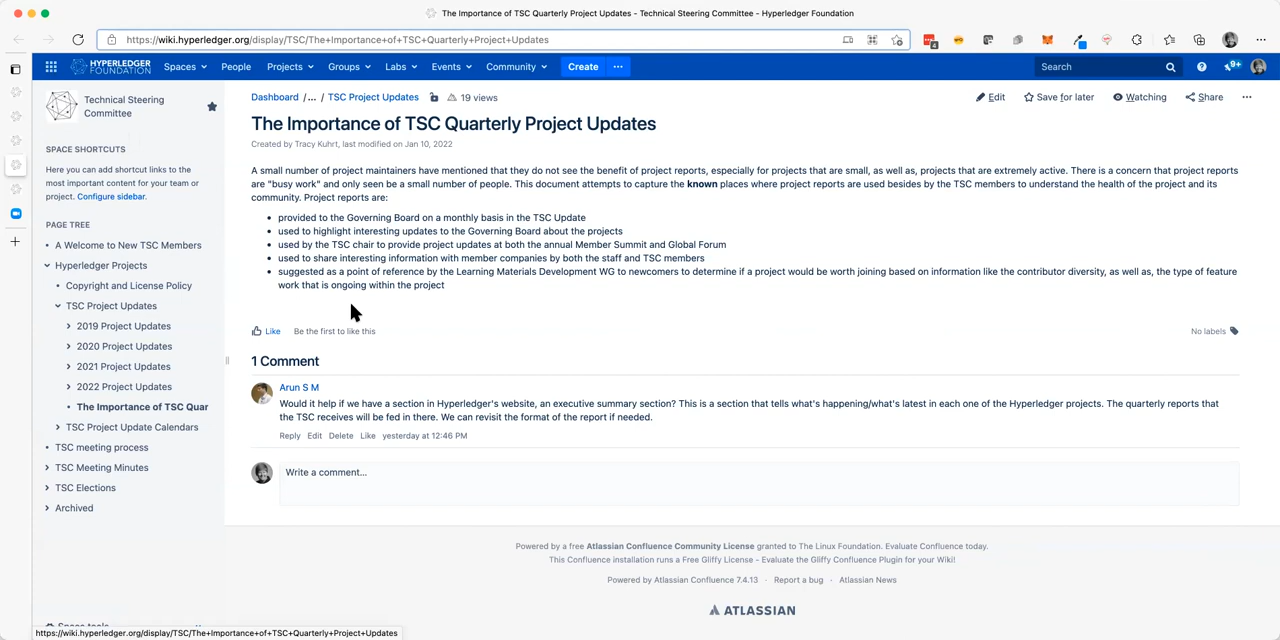 The Importance of TSC Quarterly Project Updates - Technical Steering Committee - Hyperledger Foundation
https://wiki.hyperledger.org/display/TSC/The+Importance+of+TSC+Quarterly+Project+Updates
HYPERLEDGER FOUNDATION Spaces People Projects Groups Labs Events Community Create ··· Search 9+
Technical Steering Committee
SPACE SHORTCUTS
Here you can add shortcut links to the most important content for your team or project. Configure sidebar.
PAGE TREE
A Welcome to New TSC Members
Hyperledger Projects
Copyright and License Policy
TSC Project Updates
2019 Project Updates
2020 Project Updates
2021 Project Updates
2022 Project Updates
The Importance of TSC Quar
TSC Project Update Calendars
TSC meeting process
TSC Meeting Minutes
TSC Elections
Archived
Dashboard /... / TSC Project Updates 19 views
Edit Save for later Watching Share ···
The Importance of TSC Quarterly Project Updates
Created by Tracy Kuhrt, last modified on Jan 10, 2022
A small number of project maintainers have mentioned that they do not see the benefit of project reports, especially for projects that are small, as well as, projects that are extremely active. There is a concern that project reports
are "busy work" and only seen be a small number of people. This document attempts to capture the known places where project reports are used besides by the TSC members to understand the health of the project and its
community. Project reports are:
• provided to the Governing Board on a monthly basis in the TSC Update
• used to highlight interesting updates to the Governing Board about the projects
• used by the TSC chair to provide project updates at both the annual Member Summit and Global Forum
• used to share interesting information with member companies by both the staff and TSC members
• suggested as a point of reference by the Learning Materials Development WG to newcomers to determine if a project would be worth joining based on information like the contributor diversity, as well as, the type of feature
work that is ongoing within the project
Like Be the first to like this
No labels
1 Comment
Arun S M
Would it help if we have a section in Hyperledger's website, an executive summary section? This is a section that tells what's happening/what's latest in each one of the Hyperledger projects. The quarterly reports that
the TSC receives will be fed in there. We can revisit the format of the report if needed.
Reply Edit Delete Like yesterday at 12:46 PM
Write a comment...
Powered by a free Atlassian Confluence Community License granted to The Linux Foundation. Evaluate Confluence today.
This Confluence installation runs a Free Gliffy License - Evaluate the Gliffy Confluence Plugin for your Wiki!
Powered by Atlassian Confluence 7.4.13 · Report a bug · Atlassian News
ATLASSIAN
https://wiki.hyperledger.org/display/TSC/The+Importance+of+TSC+Quarterly+Project+Updates